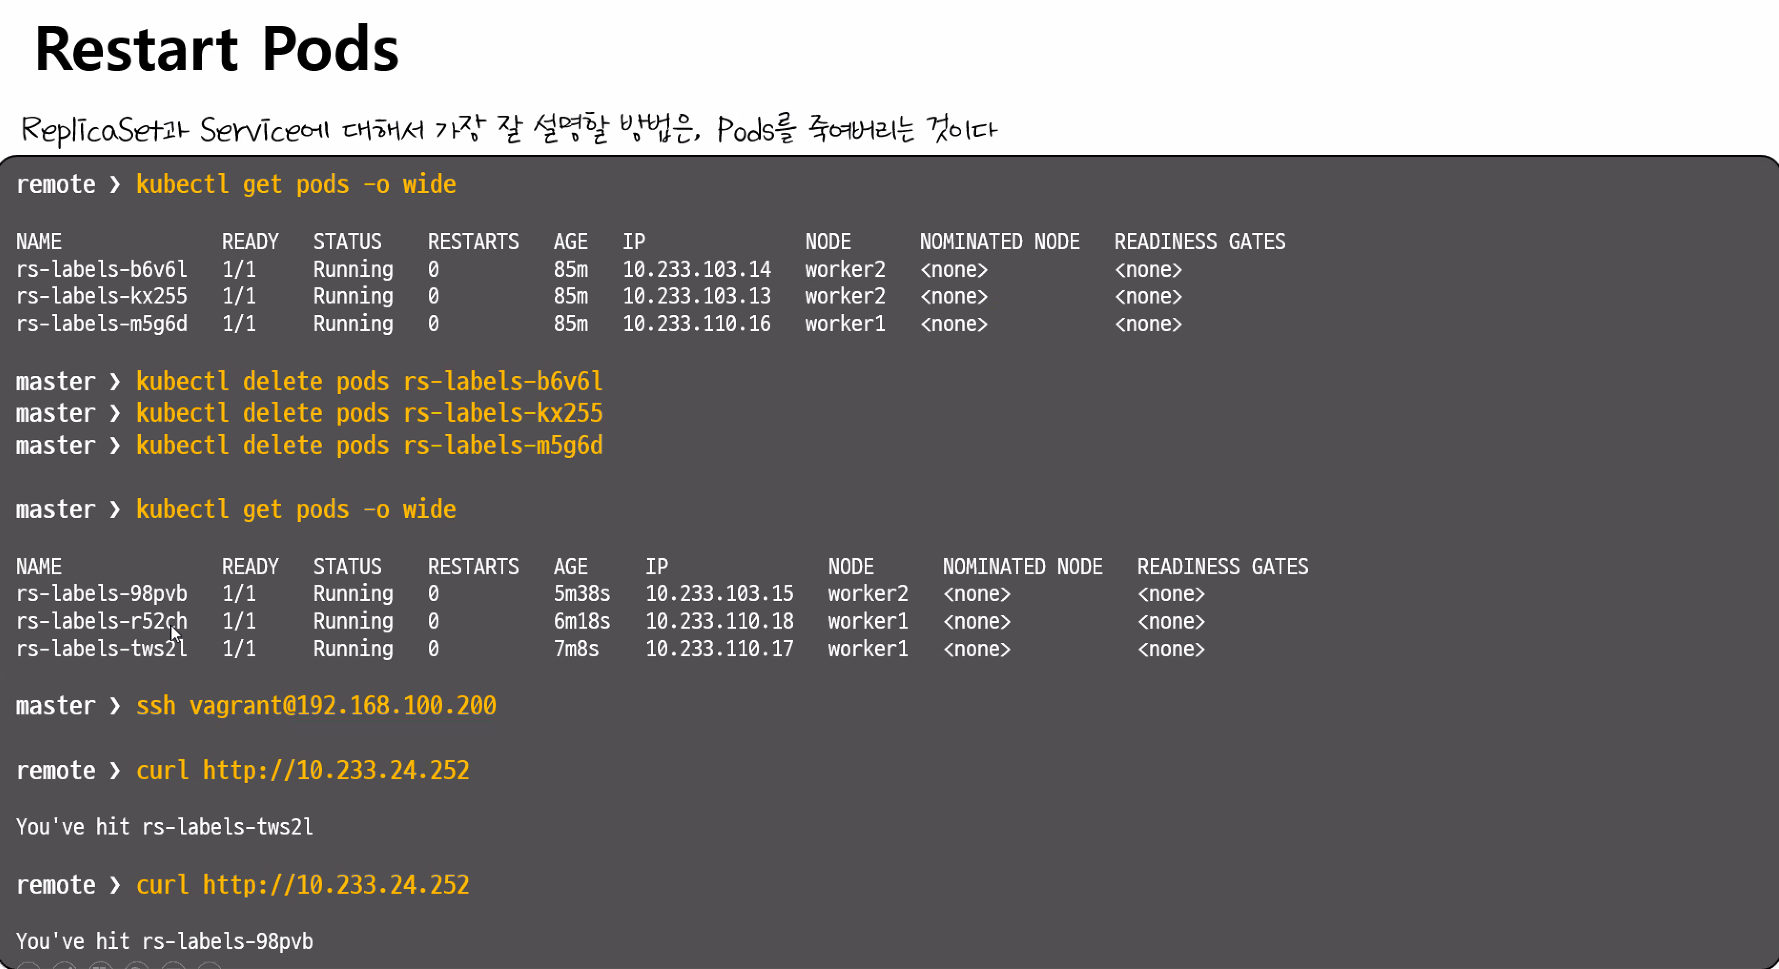 Restart Pods
ReplicaSet과 Service에 대해서 가장 잘 설명할 방법은, Pods를 죽여버리는 것이다
remote ❯ kubectl get pods -o wide
NAME READY STATUS RESTARTS AGE IP NODE NOMINATED NODE READINESS GATES
rs-labels-b6v6l 1/1 Running 0 85m 10.233.103.14 worker2 <none> <none>
rs-labels-kx255 1/1 Running 0 85m 10.233.103.13 worker2 <none> <none>
rs-labels-m5g6d 1/1 Running 0 85m 10.233.110.16 worker1 <none> <none>
master ❯ kubectl delete pods rs-labels-b6v6l
master ❯ kubectl delete pods rs-labels-kx255
master ❯ kubectl delete pods rs-labels-m5g6d
master ❯ kubectl get pods -o wide
NAME READY STATUS RESTARTS AGE IP NODE NOMINATED NODE READINESS GATES
rs-labels-98pvb 1/1 Running 0 5m38s 10.233.103.15 worker2 <none> <none>
rs-labels-r52ch 1/1 Running 0 6m18s 10.233.110.18 worker1 <none> <none>
rs-labels-tws2l 1/1 Running 0 7m8s 10.233.110.17 worker1 <none> <none>
master ❯ ssh vagrant@192.168.100.200
remote ❯ curl http://10.233.24.252
You've hit rs-labels-tws2l
remote ❯ curl http://10.233.24.252
You've hit rs-labels-98pvb